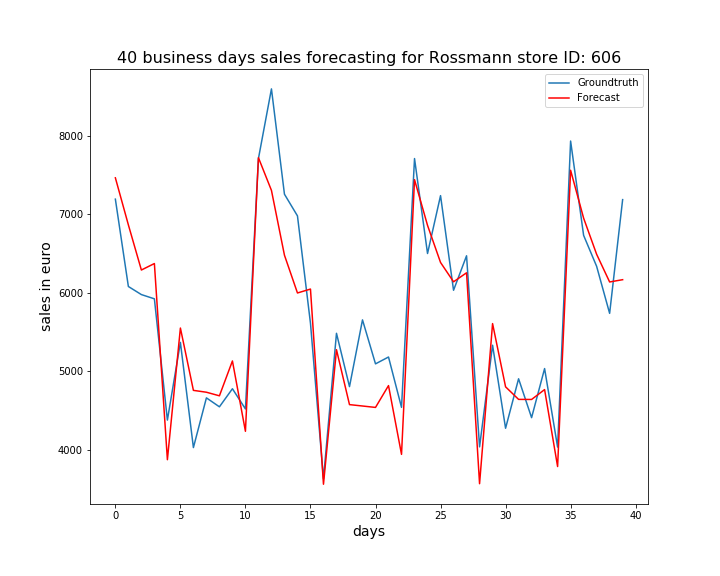 40 business days sales forecasting for Rossmann store ID: 606
Groundtruth
Forecast
8000
7000
6000
5000
4000
sales in euro
0 5 10 15 20 25 30 35 40
days